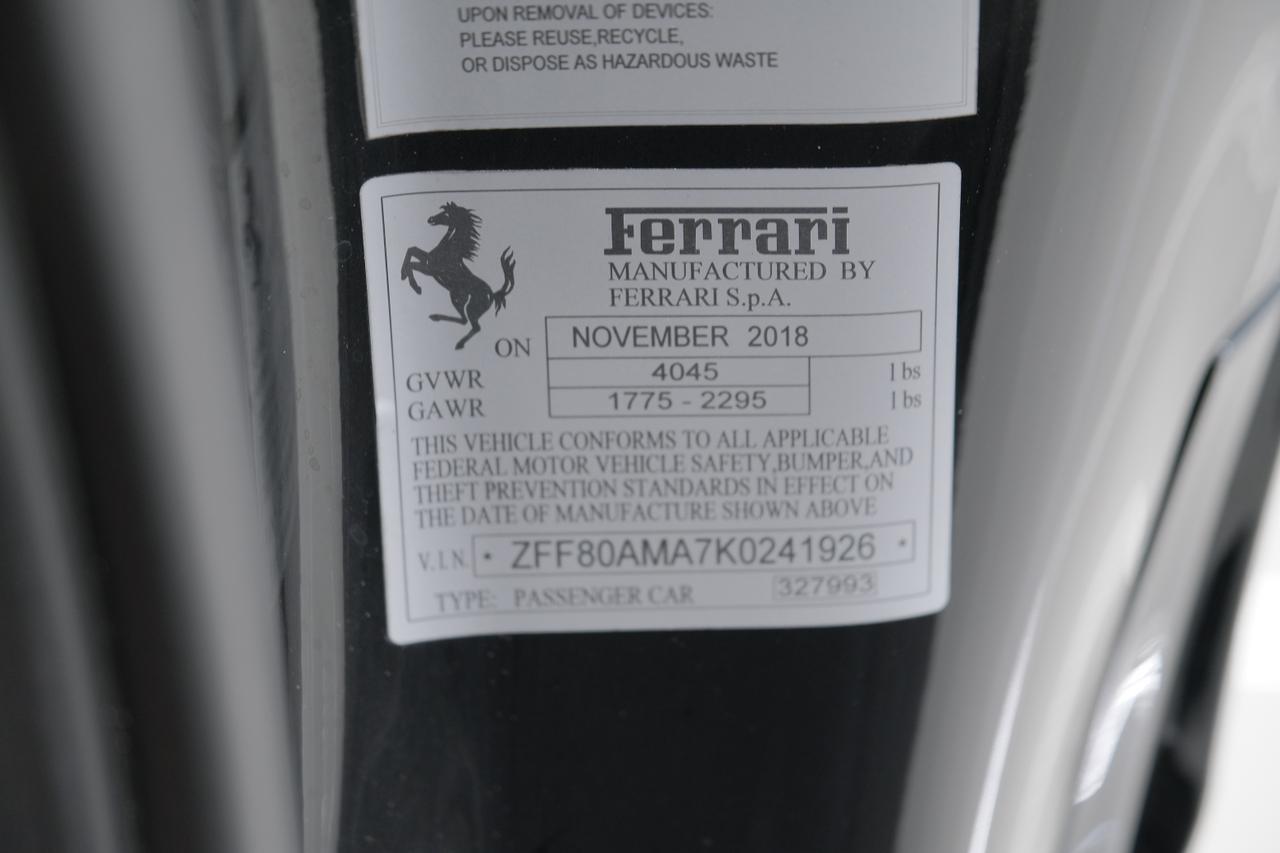 UPON REMOVAL OF DEVICES:
PLEASE REUSE,RECYCLE,
OR DISPOSE AS HAZARDOUS WASTE
Ferrari
MANUFACTURED BY
FERRARI S.p.A.
ON NOVEMBER 2018
GVWR 4045 lbs
GAWR 1775 - 2295 lbs
THIS VEHICLE CONFORMS TO ALL APPLICABLE
FEDERAL MOTOR VEHICLE SAFETY,BUMPER,AND
THEFT PREVENTION STANDARDS IN EFFECT ON
THE DATE OF MANUFACTURE SHOWN ABOVE
V.I.N. * ZFF80AMA7K0241926 *
TYPE: PASSENGER CAR 327993